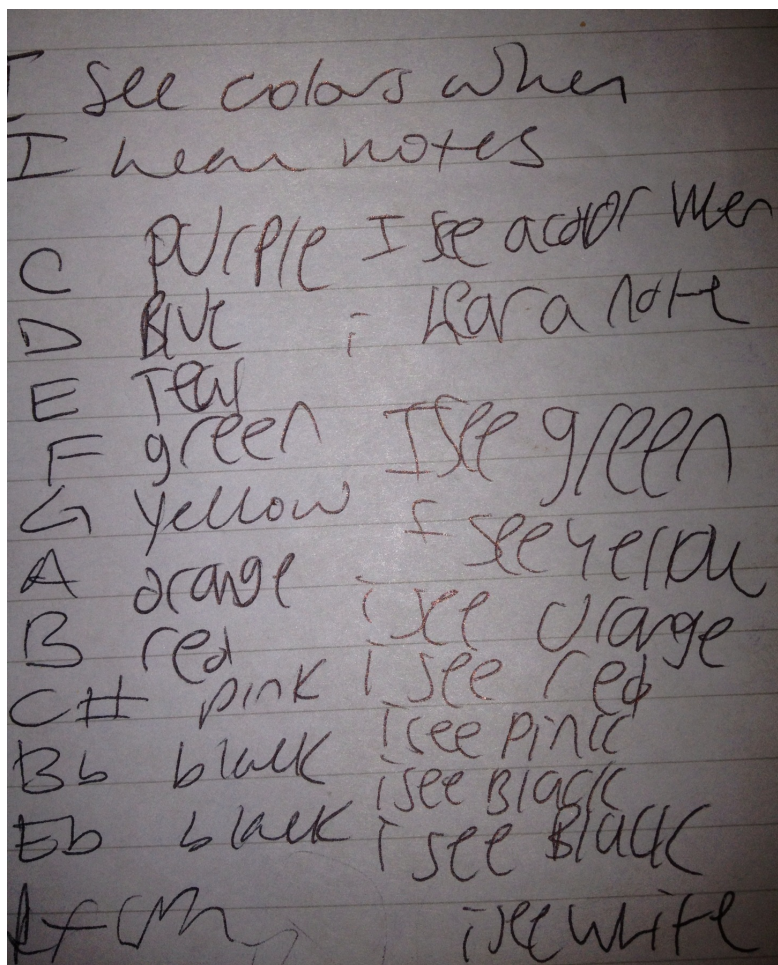 I see colors when
I hear notes
C purple I see a color when
D Blue i hear a note
E Teal
F green I see green
G yellow I see yellow
A orange i see orange
B red i see red
C# pink i see pink
Bb black i see Black
Eb black i see Black
i see white